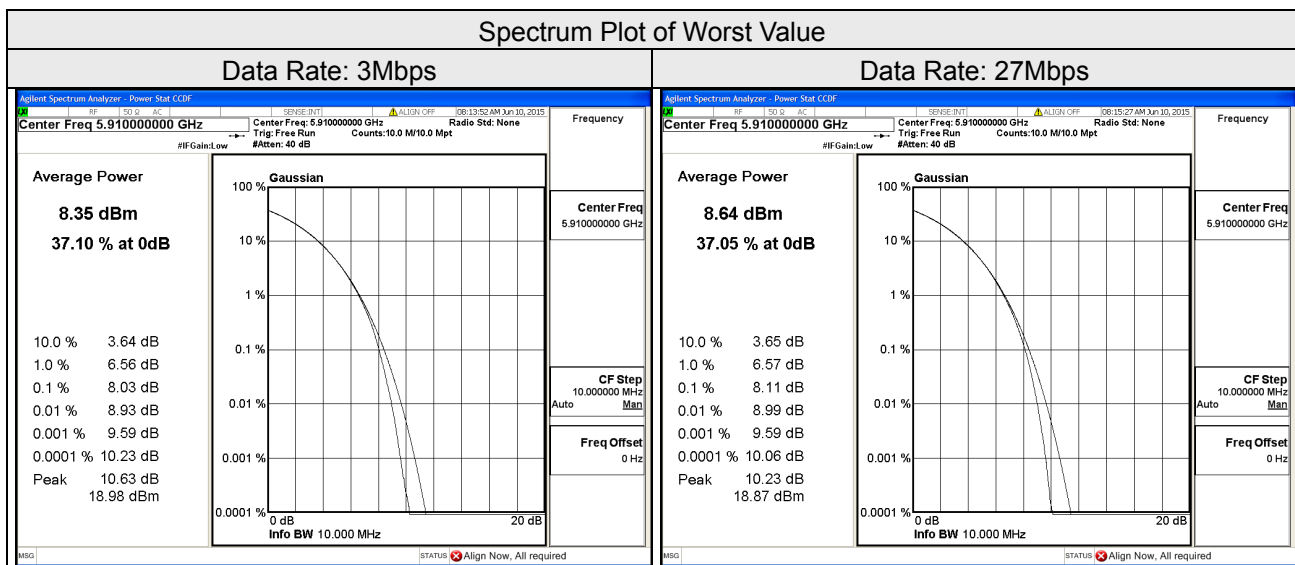 Spectrum Plot of Worst Value
Data Rate: 3Mbps
Agilent Spectrum Analyzer - Power Stat CCDF
RF 50 Ω AC SENSE:INT ALIGN OFF 08:13:52 AM Jun 10, 2015
Center Freq 5.910000000 GHz
Center Freq: 5.910000000 GHz Radio Std: None
Trig: Free Run Counts:10.0 M/10.0 Mpt
#IFGain:Low #Atten: 40 dB
Frequency
Average Power
8.35 dBm
37.10 % at 0dB
10.0 % 3.64 dB
1.0 % 6.56 dB
0.1 % 8.03 dB
0.01 % 8.93 dB
0.001 % 9.59 dB
0.0001 % 10.23 dB
Peak 10.63 dB
18.98 dBm
Gaussian
100 %
10 %
1 %
0.1 %
0.01 %
0.001 %
0.0001 %
0 dB 20 dB
Info BW 10.000 MHz
Center Freq
5.910000000 GHz
CF Step
10.000000 MHz
Auto Man
Freq Offset
0 Hz
MSG STATUS Align Now, All required
Data Rate: 27Mbps
Agilent Spectrum Analyzer - Power Stat CCDF
RF 50 Ω AC SENSE:INT ALIGN OFF 08:15:27 AM Jun 10, 2015
Center Freq 5.910000000 GHz
Center Freq: 5.910000000 GHz Radio Std: None
Trig: Free Run Counts:10.0 M/10.0 Mpt
#IFGain:Low #Atten: 40 dB
Frequency
Average Power
8.64 dBm
37.05 % at 0dB
10.0 % 3.65 dB
1.0 % 6.57 dB
0.1 % 8.11 dB
0.01 % 8.99 dB
0.001 % 9.59 dB
0.0001 % 10.06 dB
Peak 10.23 dB
18.87 dBm
Gaussian
100 %
10 %
1 %
0.1 %
0.01 %
0.001 %
0.0001 %
0 dB 20 dB
Info BW 10.000 MHz
Center Freq
5.910000000 GHz
CF Step
10.000000 MHz
Auto Man
Freq Offset
0 Hz
MSG STATUS Align Now, All required